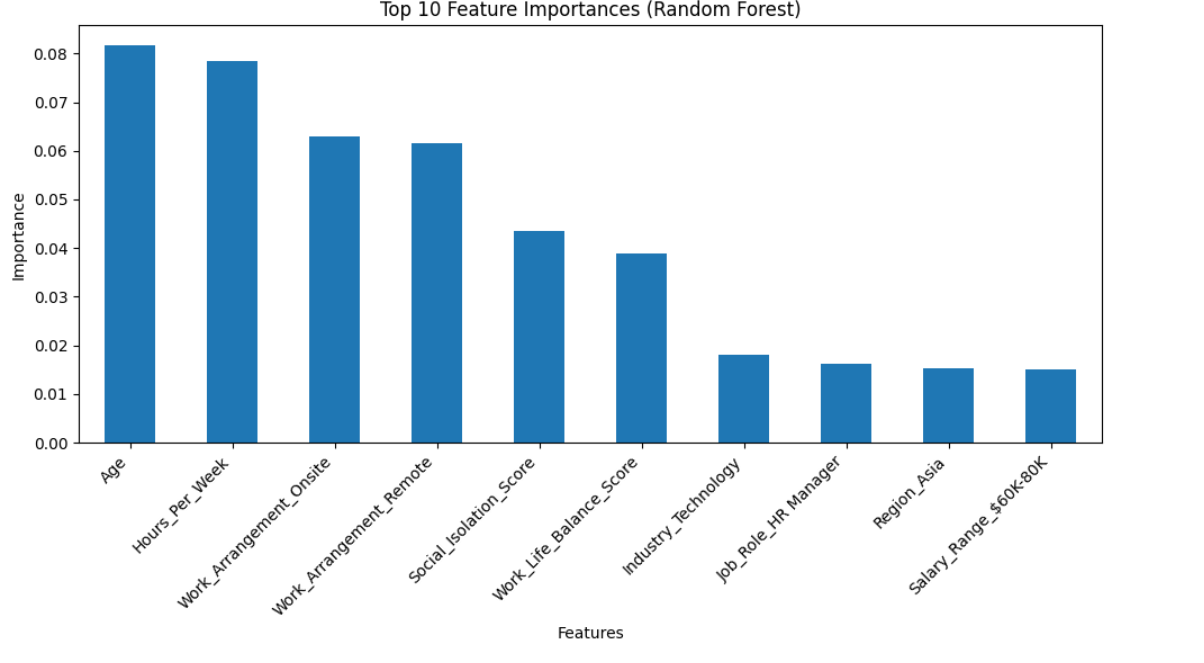 Top 10 Feature Importances (Random Forest)
Importance
0.08
0.07
0.06
0.05
0.04
0.03
0.02
0.01
0.00
Age
Hours_Per_Week
Work_Arrangement_Onsite
Work_Arrangement_Remote
Social_Isolation_Score
Work_Life_Balance_Score
Industry_Technology
Job_Role_HR Manager
Region_Asia
Salary_Range_$60K-80K
Features